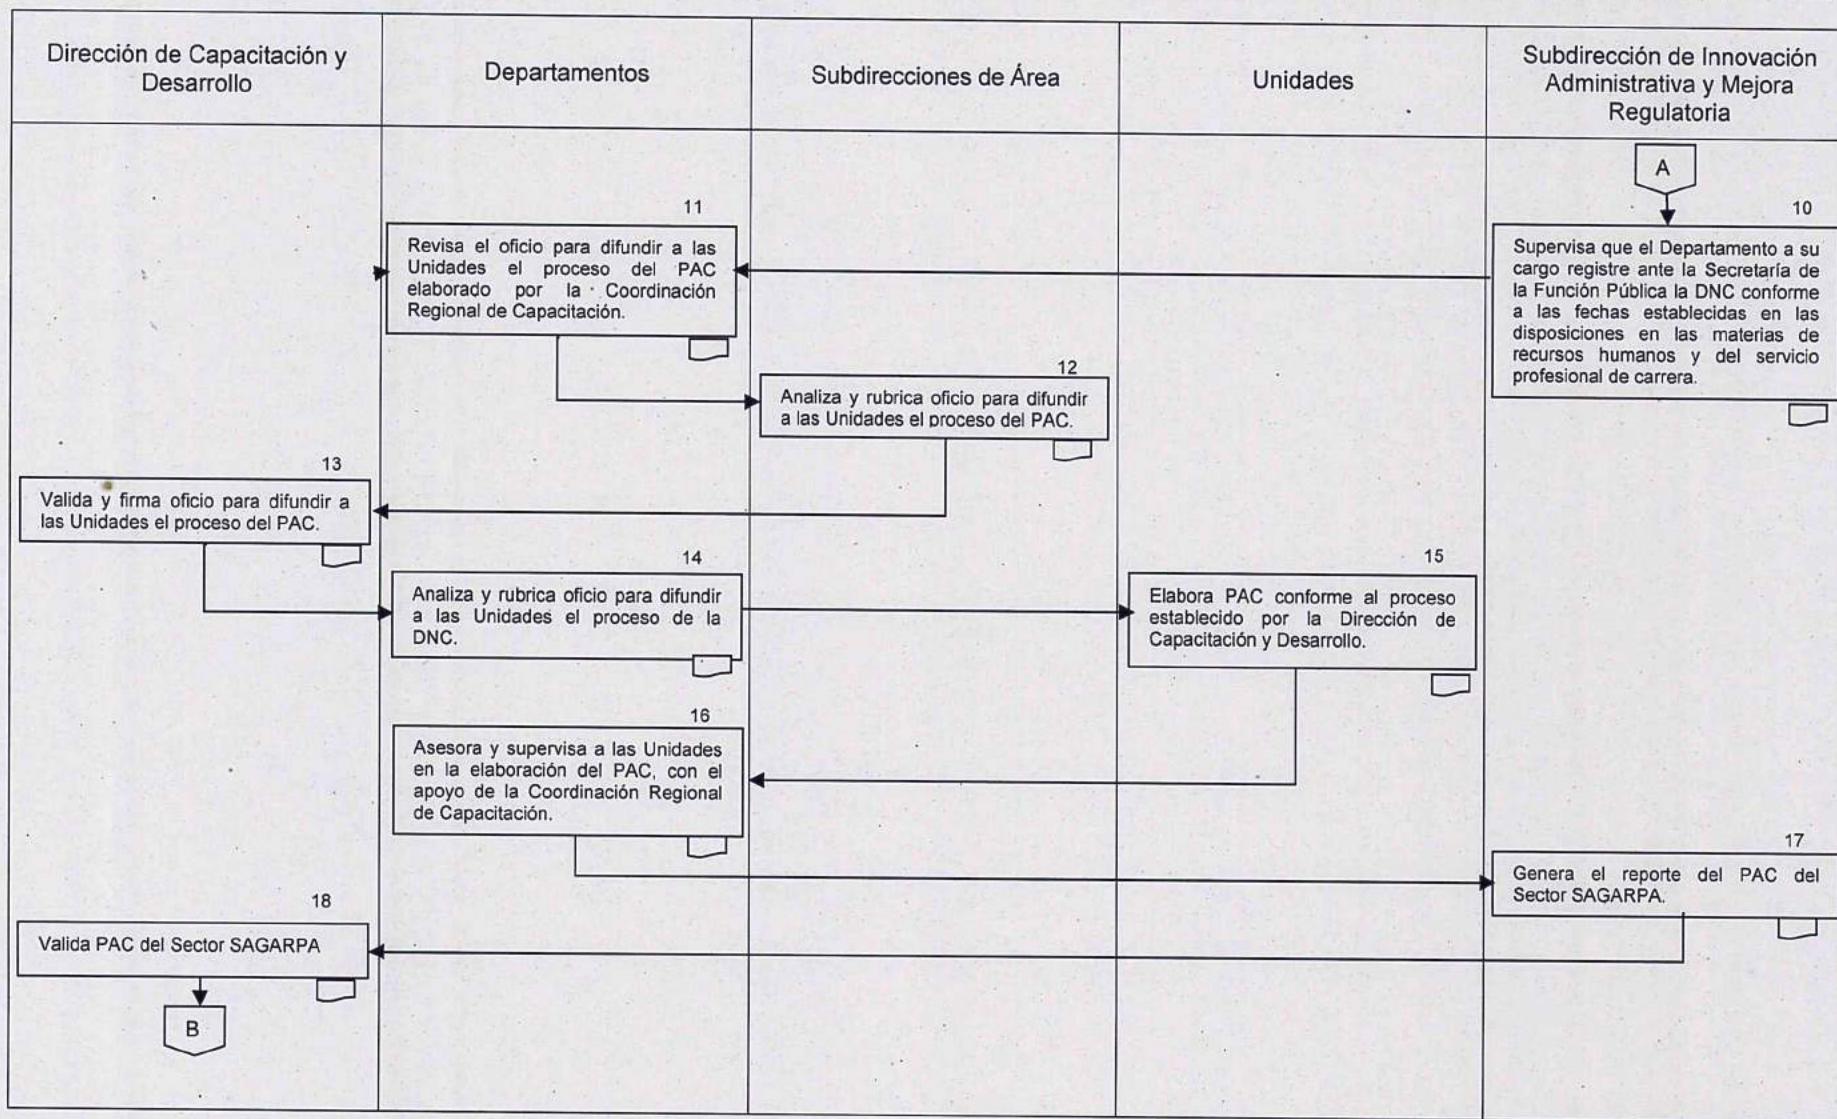 Dirección de Capacitación y
Desarrollo
Departamentos
Subdirecciones de Área
Unidades
Subdirección de Innovación
Administrativa y Mejora
Regulatoria
A
10
Supervisa que el Departamento a su
cargo registre ante la Secretaría de
la Función Pública la DNC conforme
a las fechas establecidas en las
disposiciones en las materias de
recursos humanos y del servicio
profesional de carrera.
11
Revisa el oficio para difundir a las
Unidades el proceso del PAC
elaborado por la Coordinación
Regional de Capacitación.
12
Analiza y rubrica oficio para difundir
a las Unidades el proceso del PAC.
13
Valida y firma oficio para difundir a
las Unidades el proceso del PAC.
14
Analiza y rubrica oficio para difundir
a las Unidades el proceso de la
DNC.
15
Elabora PAC conforme al proceso
establecido por la Dirección de
Capacitación y Desarrollo.
16
Asesora y supervisa a las Unidades
en la elaboración del PAC, con el
apoyo de la Coordinación Regional
de Capacitación.
17
Genera el reporte del PAC del
Sector SAGARPA.
18
Valida PAC del Sector SAGARPA
B